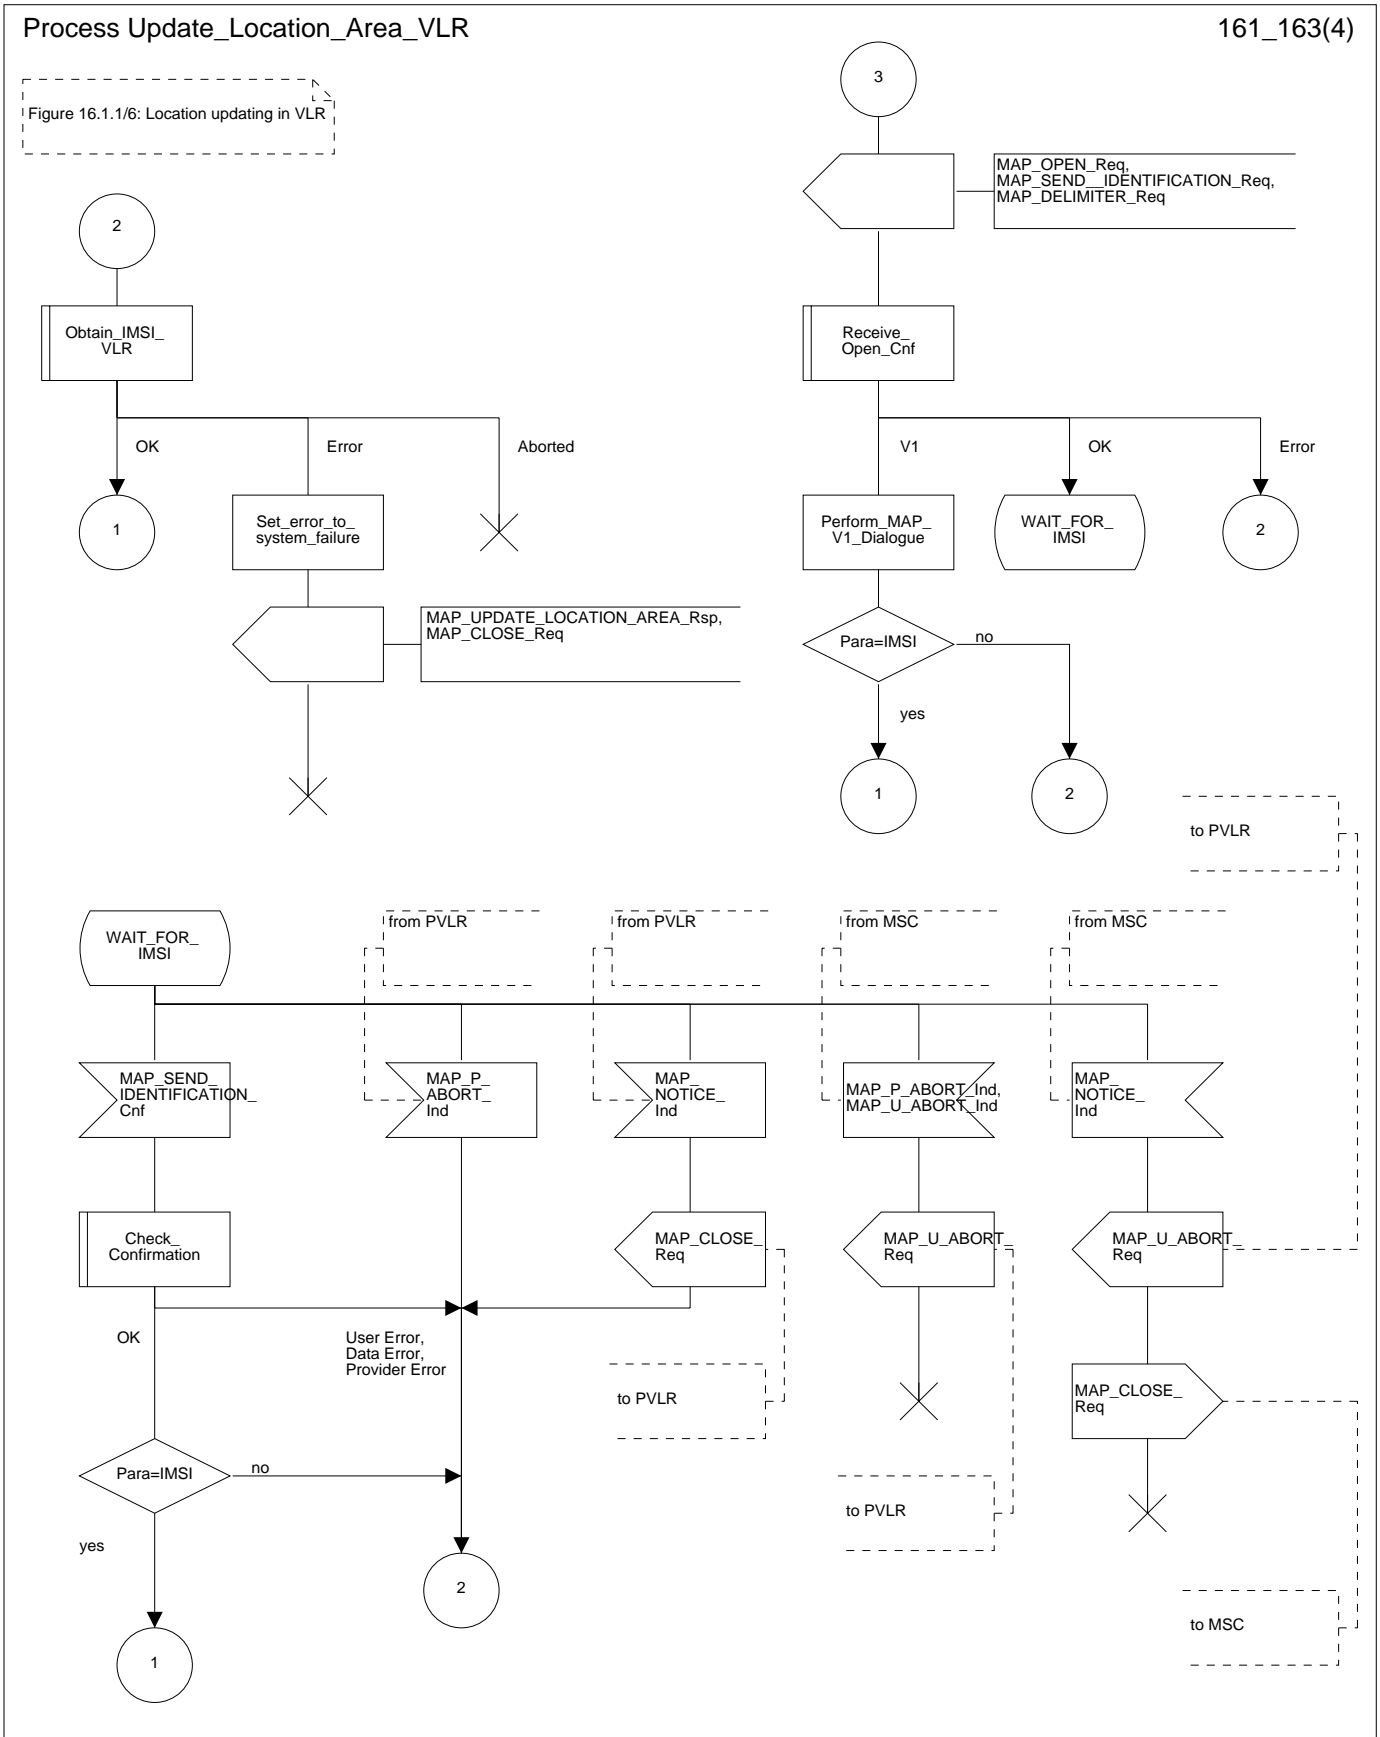 Process Update_Location_Area_VLR
161_163(4)
Figure 16.1.1/6: Location updating in VLR
3
MAP_OPEN_Req,
MAP_SEND__IDENTIFICATION_Req,
MAP_DELIMITER_Req
2
Obtain_IMSI_
VLR
Receive_
Open_Cnf
OK
Error
Aborted
V1
OK
Error
1
Set_error_to_
system_failure
Perform_MAP_
V1_Dialogue
WAIT_FOR_
IMSI
2
MAP_UPDATE_LOCATION_AREA_Rsp,
MAP_CLOSE_Req
Para=IMSI
no
yes
1
2
to PVLR
WAIT_FOR_
IMSI
from PVLR
from PVLR
from MSC
from MSC
MAP_SEND_
IDENTIFICATION_
Cnf
MAP_P_
ABORT_
Ind
MAP_
NOTICE_
Ind
MAP_P_ABORT_Ind,
MAP_U_ABORT_Ind
MAP_
NOTICE_
Ind
Check_
Confirmation
MAP_CLOSE_
Req
MAP_U_ABORT_
Req
MAP_U_ABORT_
Req
OK
User Error,
Data Error,
Provider Error
to PVLR
MAP_CLOSE_
Req
Para=IMSI
no
to PVLR
yes
2
to MSC
1